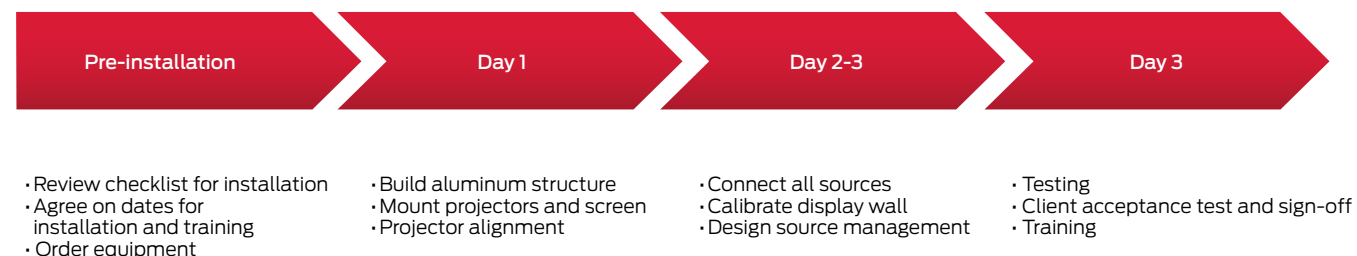 Pre-installation
Day 1
Day 2-3
Day 3
· Review checklist for installation
· Agree on dates for
installation and training
· Order equipment
· Build aluminum structure
· Mount projectors and screen
· Projector alignment
· Connect all sources
· Calibrate display wall
· Design source management
· Testing
· Client acceptance test and sign-off
· Training